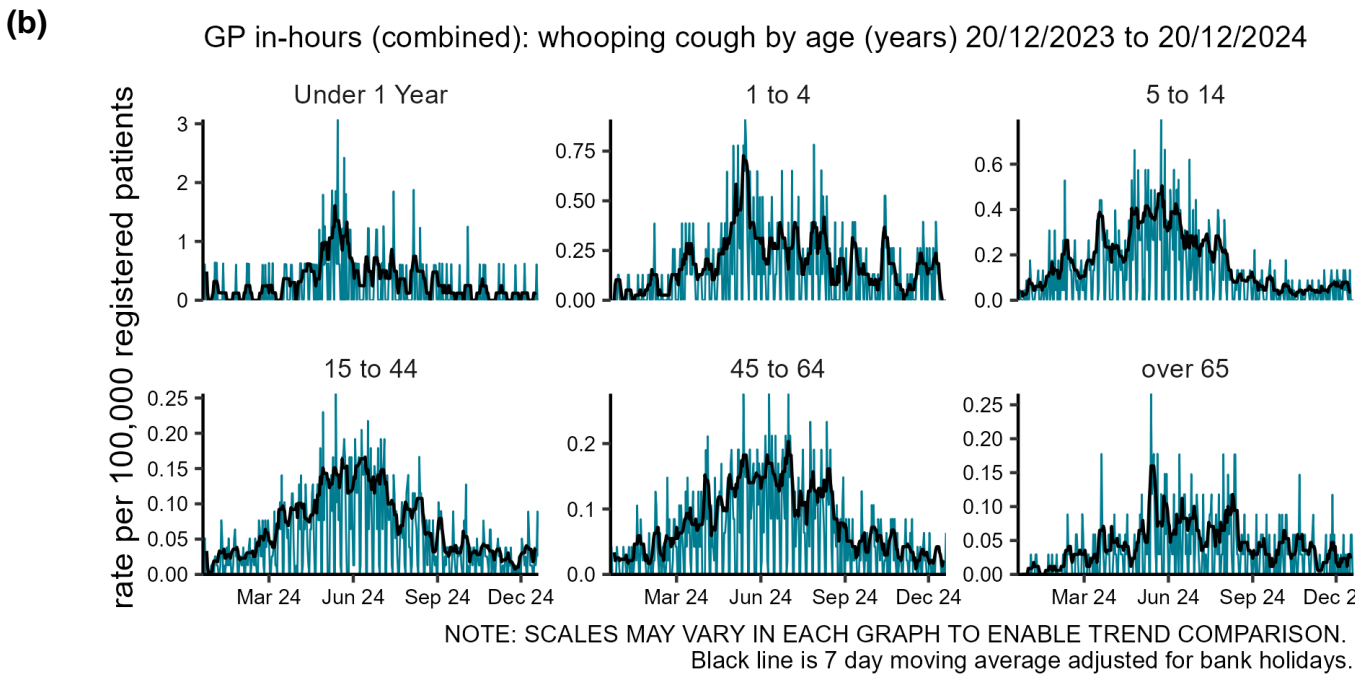 (b)
GP in-hours (combined): whooping cough by age (years) 20/12/2023 to 20/12/2024
rate per 100,000 registered patients
Under 1 Year
3
2
1
0
1 to 4
0.75
0.50
0.25
0.00
5 to 14
0.6
0.4
0.2
0.0
15 to 44
0.25
0.20
0.15
0.10
0.05
0.00
Mar 24 Jun 24 Sep 24 Dec 24
45 to 64
0.2
0.1
0.0
Mar 24 Jun 24 Sep 24 Dec 24
over 65
0.25
0.20
0.15
0.10
0.05
0.00
Mar 24 Jun 24 Sep 24 Dec 2
NOTE: SCALES MAY VARY IN EACH GRAPH TO ENABLE TREND COMPARISON.
Black line is 7 day moving average adjusted for bank holidays.